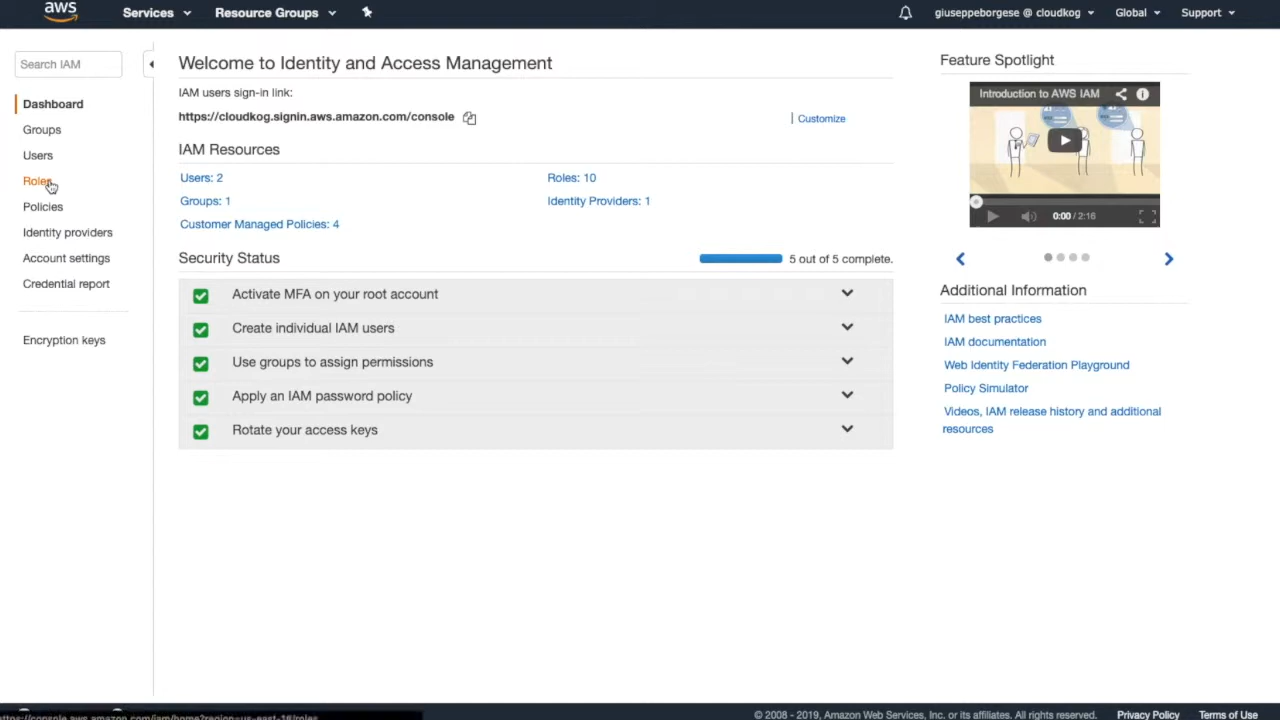 aws
Services
Resource Groups
giuseppeborgese @ cloudkog
Global
Support
Search IAM
Dashboard
Groups
Users
Roles
Policies
Identity providers
Account settings
Credential report
Encryption keys
Welcome to Identity and Access Management
IAM users sign-in link:
https://cloudkog.signin.aws.amazon.com/console
Customize
IAM Resources
Users: 2
Roles: 10
Groups: 1
Identity Providers: 1
Customer Managed Policies: 4
Security Status
5 out of 5 complete.
Activate MFA on your root account
Create individual IAM users
Use groups to assign permissions
Apply an IAM password policy
Rotate your access keys
Feature Spotlight
Introduction to AWS IAM
0:00 / 2:16
Additional Information
IAM best practices
IAM documentation
Web Identity Federation Playground
Policy Simulator
Videos, IAM release history and additional
resources
© 2008 - 2019, Amazon Web Services, Inc. or its affiliates. All rights reserved.
Privacy Policy
Terms of Use